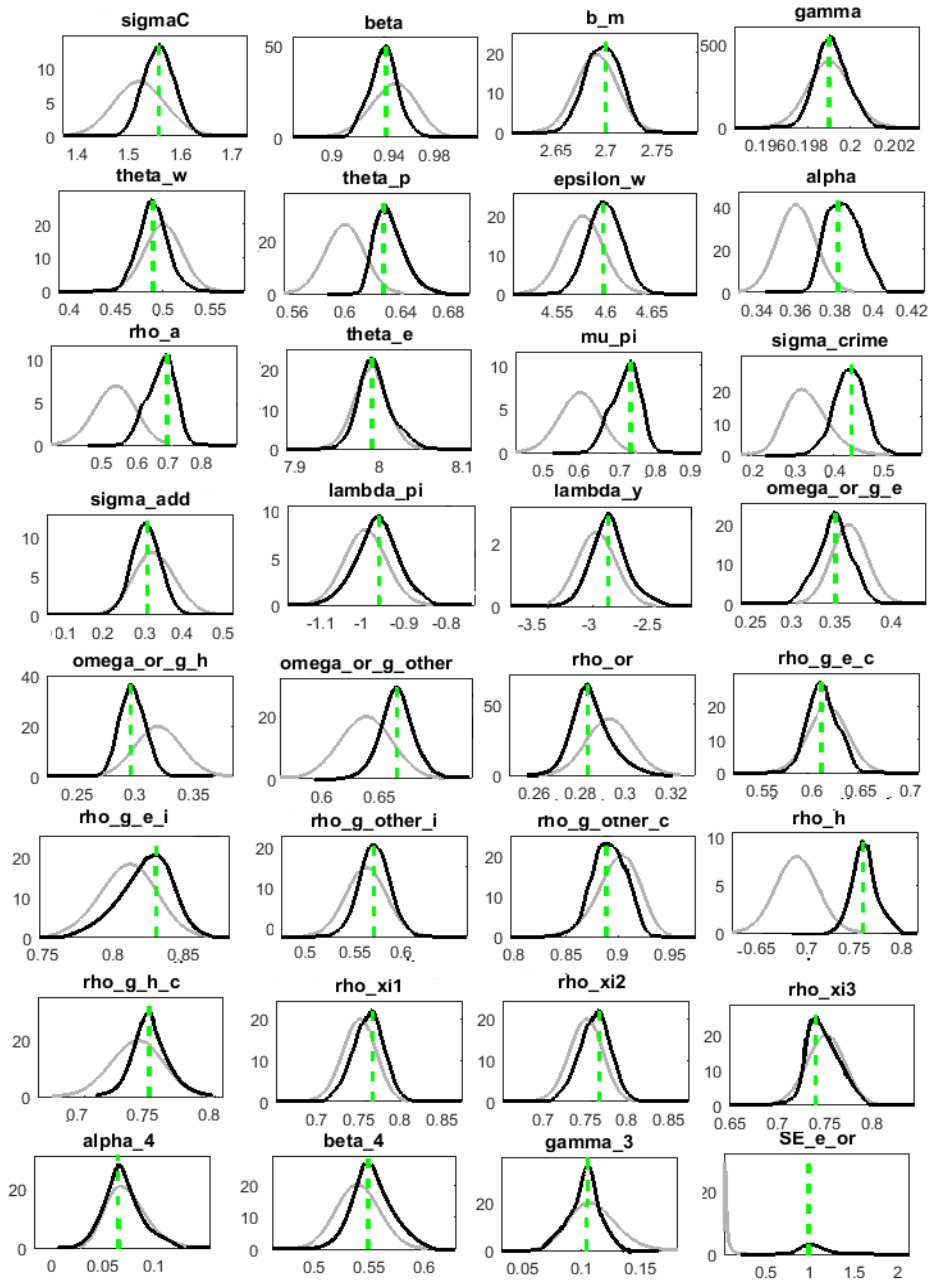 sigmaC beta b_m gamma
10 5 0 1.4 1.5 1.6 1.7
50 0 0.9 0.94 0.98
20 10 0 2.65 2.7 2.75
500 0 0.196 0.198 0.2 0.202
theta_w theta_p epsilon_w alpha
20 10 0 0.4 0.45 0.5 0.55
20 0 0.56 0.6 0.64 0.68
20 10 0 4.55 4.6 4.65
40 20 0 0.34 0.36 0.38 0.4 0.42
rho_a theta_e mu_pi sigma_crime
10 5 0 0.5 0.6 0.7 0.8
20 10 0 7.9 8 8.1
10 5 0 0.5 0.6 0.7 0.8 0.9
20 10 0 0.2 0.3 0.4 0.5
sigma_add lambda_pi lambda_y omega_or_g_e
10 5 0 0.1 0.2 0.3 0.4 0.5
10 5 0 -1.1 -1 -0.9 -0.8
2 0 -3.5 -3 -2.5
20 10 0 0.25 0.3 0.35 0.4
omega_or_g_h omega_or_g_other rho_or rho_g_e_c
40 20 0 0.25 0.3 0.35
20 0 0.6 0.65
50 0 0.26 0.28 0.3 0.32
20 10 0 0.55 0.6 0.65 0.7
rho_g_e_i rho_g_other_i rho_g_other_c rho_h
20 10 0 0.75 0.8 0.85
20 10 0 0.5 0.55 0.6
20 10 0 0.8 0.85 0.9 0.95
10 5 0 -0.65 0.7 0.75 0.8
rho_g_h_c rho_xi1 rho_xi2 rho_xi3
20 0 0.7 0.75 0.8
20 10 0 0.7 0.75 0.8 0.85
20 10 0 0.7 0.75 0.8 0.85
20 10 0 0.65 0.7 0.75 0.8
alpha_4 beta_4 gamma_3 SE_e_or
20 0 0 0.05 0.1
20 10 0 0.5 0.55 0.6
20 0 0.05 0.1 0.15
20 0 0.5 1 1.5 2